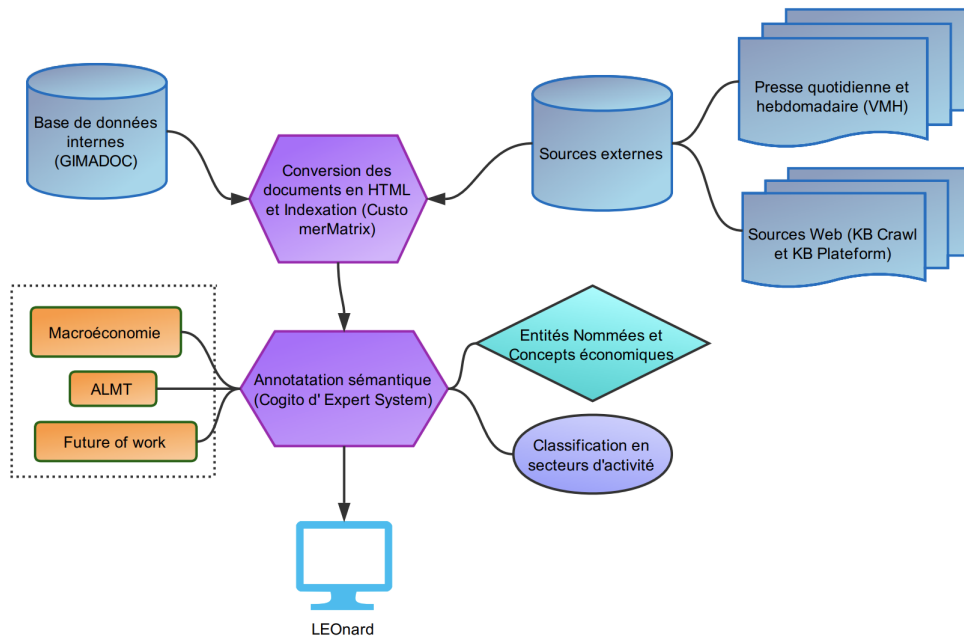 Base de données
internes
(GIMADOC)
Conversion des
documents en HTML
et Indexation (Custo
merMatrix)
Sources externes
Presse quotidienne et
hebdomadaire (VMH)
Sources Web (KB Crawl
et KB Plateform)
Macroéconomie
ALMT
Future of work
Annotatation sémantique
(Cogito d' Expert System)
Entités Nommées et
Concepts économiques
Classification en
secteurs d'activité
LEOnard